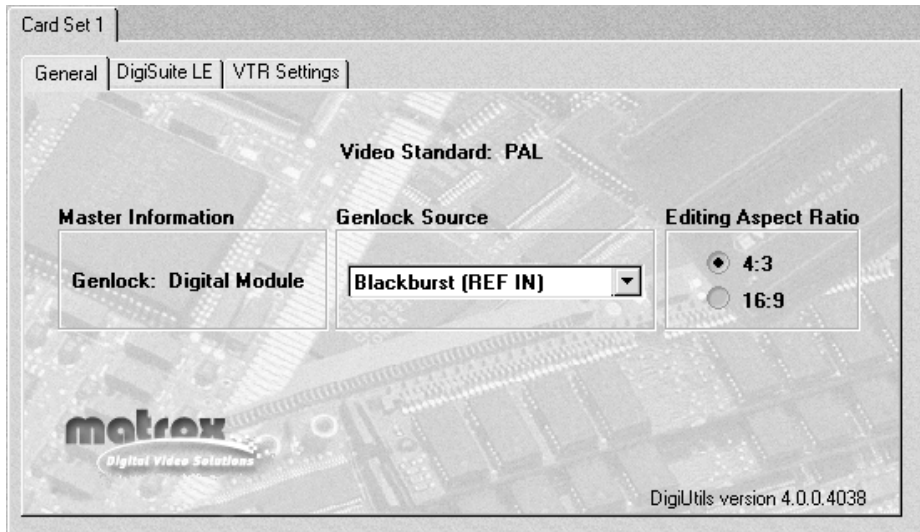 Card Set 1
General DigiSuite LE VTR Settings
Video Standard: PAL
Master Information
Genlock: Digital Module
Genlock Source
Blackburst (REF IN)
Editing Aspect Ratio
4:3
16:9
matrox
Digital Video Solutions
DigiUtils version 4.0.0.4038